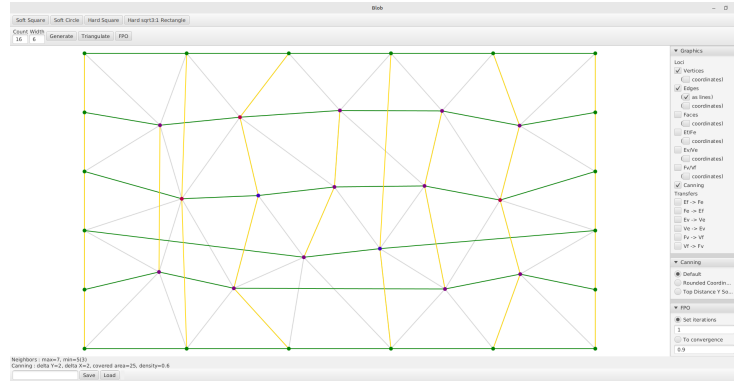 Blob
Soft Square Soft Circle Hard Square Hard sqrt3:1 Rectangle
Count Width
16 6 Generate Triangulate FPO
Graphics
Loci
Vertices
(coordinates)
Edges
(as lines)
(coordinates)
Faces
(coordinates)
Ef/Fe
(coordinates)
Ev/Ve
(coordinates)
Fv/Vf
(coordinates)
Canning
Transfers
Ef -> Fe
Fe -> Ef
Ev -> Ve
Ve -> Ev
Fv -> Vf
Vf -> Fv
Canning
Default
Rounded Coordin...
Top Distance Y So...
FPO
Set iterations
1
To convergence
0.9
Neighbors : max=7, min=5(3)
Canning : delta Y=2, delta X=2, covered area=25, density=0.6
Save Load